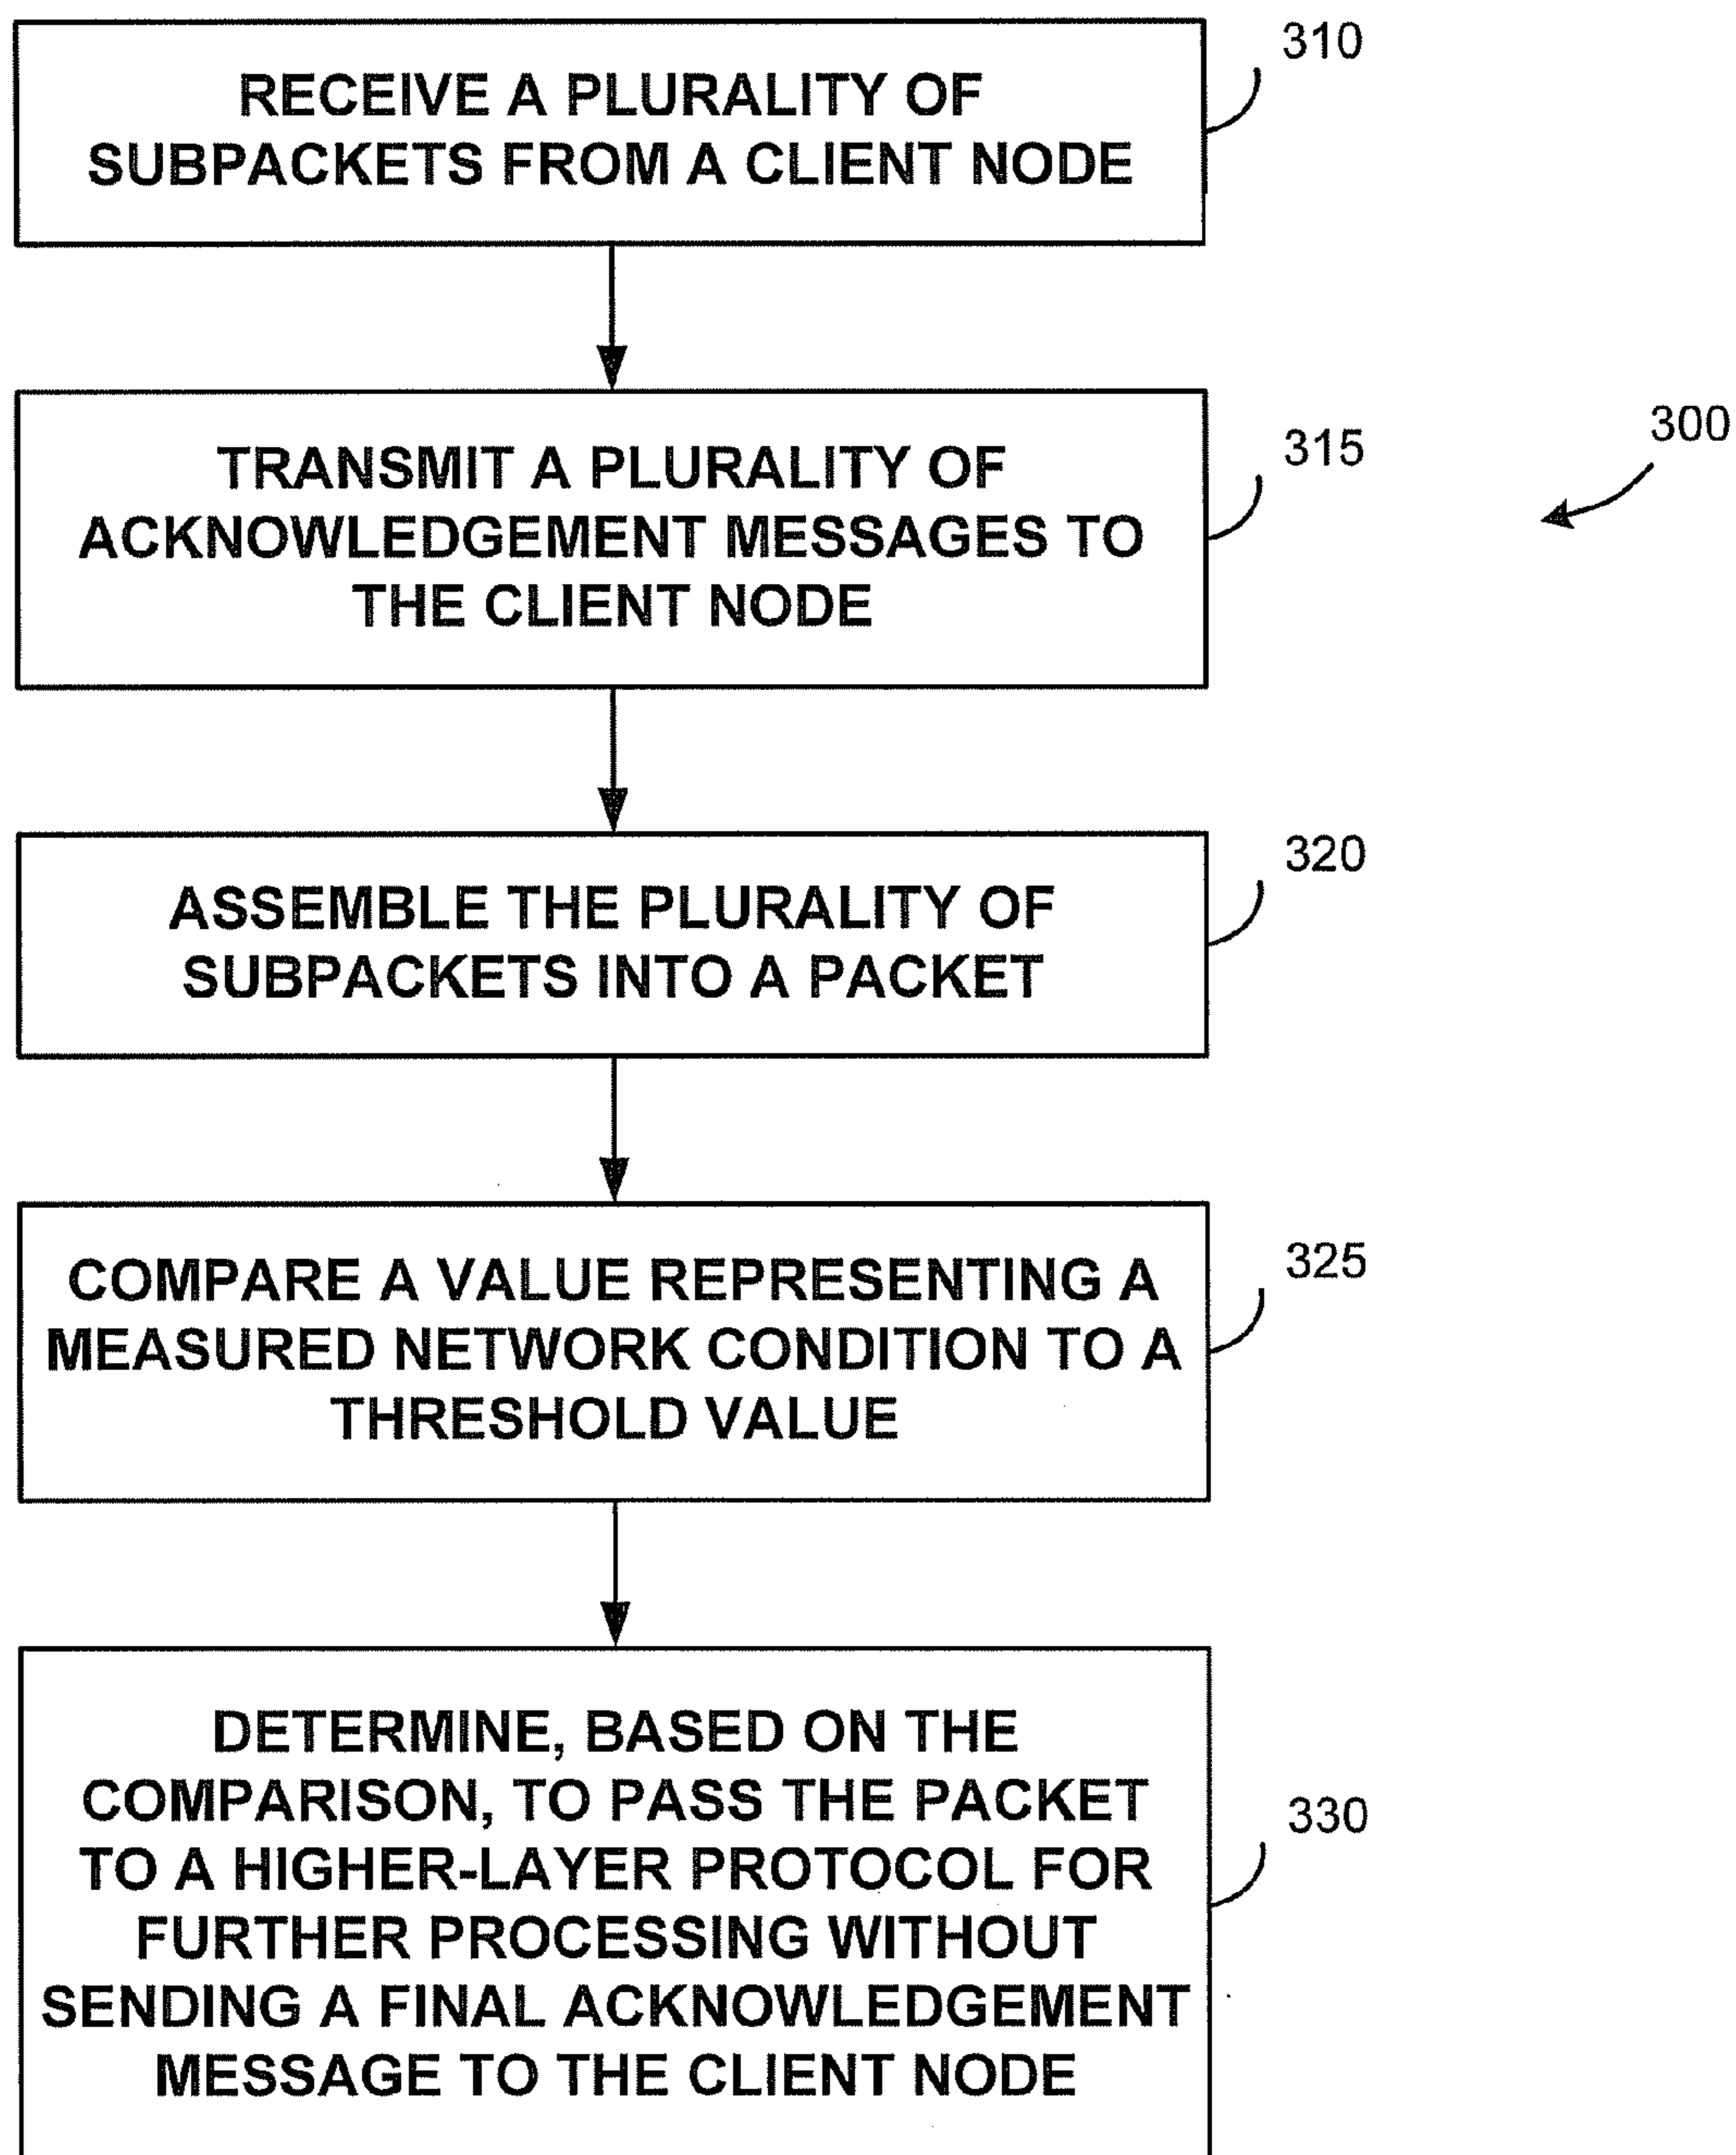 RECEIVE A PLURALITY OF
SUBPACKETS FROM A CLIENT NODE
310
TRANSMIT A PLURALITY OF
ACKNOWLEDGEMENT MESSAGES TO
THE CLIENT NODE
315
300
ASSEMBLE THE PLURALITY OF
SUBPACKETS INTO A PACKET
320
COMPARE A VALUE REPRESENTING A
MEASURED NETWORK CONDITION TO A
THRESHOLD VALUE
325
DETERMINE, BASED ON THE
COMPARISON, TO PASS THE PACKET
TO A HIGHER-LAYER PROTOCOL FOR
FURTHER PROCESSING WITHOUT
SENDING A FINAL ACKNOWLEDGEMENT
MESSAGE TO THE CLIENT NODE
330